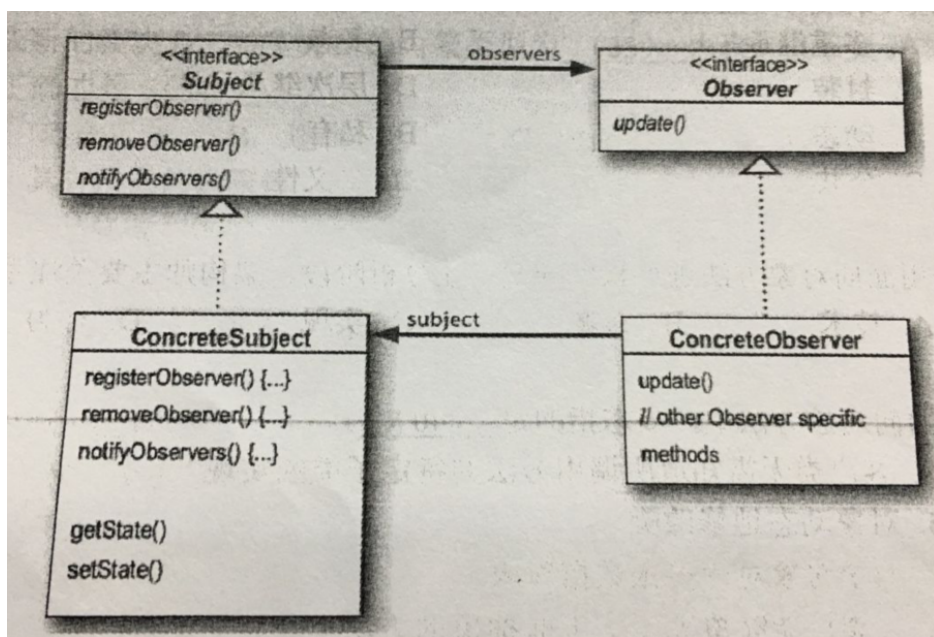 <<interface>>
Subject
registerObserver()
removeObserver()
notifyObservers()
observers
<<interface>>
Observer
update()
ConcreteSubject
registerObserver() {...}
removeObserver() {...}
notifyObservers() {...}
getState()
setState()
subject
ConcreteObserver
update()
// other Observer specific
methods